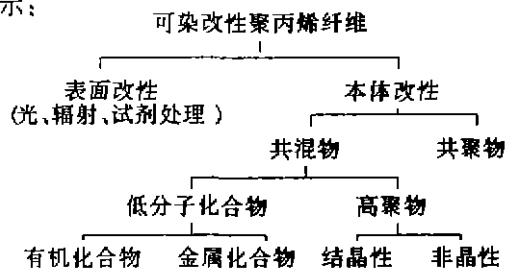 示：
可染改性聚丙烯纤维
表面改性 本体改性
(光、辐射、试剂处理)
共混物 共聚物
低分子化合物 高聚物
有机化合物 金属化合物 结晶性 非晶性